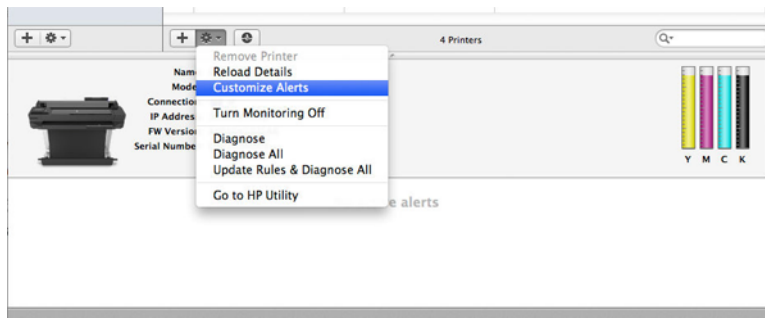 4 Printers
Remove Printer
Reload Details
Customize Alerts
Turn Monitoring Off
Diagnose
Diagnose All
Update Rules & Diagnose All
Go to HP Utility
Nam
Mode
Connectio
IP Addres
FW Versio
Serial Numbe
Y M C K
e alerts